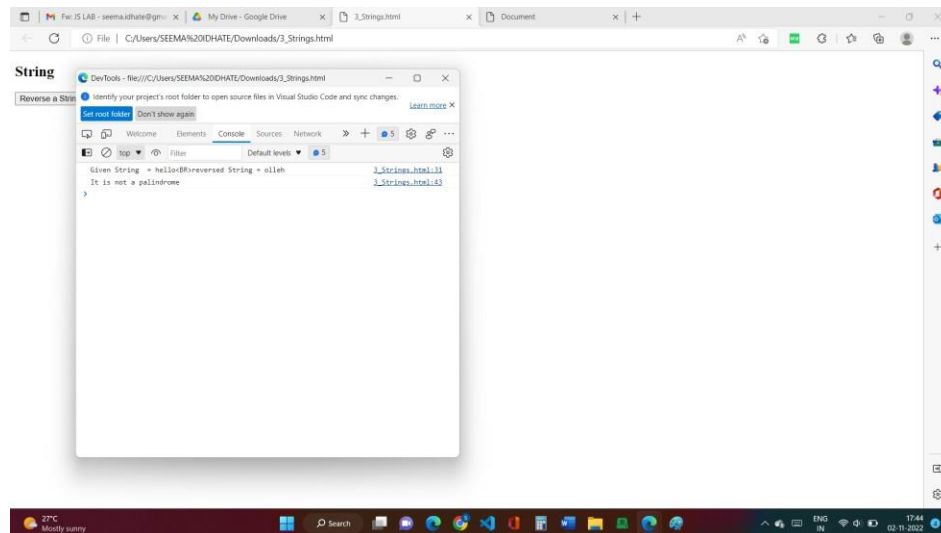 Fw: JS LAB - seema.idhate@gm
My Drive - Google Drive
3_Strings.html
Document
File | C:/Users/SEEMA%20IDHATE/Downloads/3_Strings.html
String
Reverse a Strin
DevTools - file:///C:/Users/SEEMA%20IDHATE/Downloads/3_Strings.html
Identify your project's root folder to open source files in Visual Studio Code and sync changes.
Learn more
Set root folder Don't show again
Welcome Elements Console Sources Network 5
top Filter Default levels 5
Given String = hello<BR>reversed String = olleh 3_Strings.html:31
It is not a palindrome 3_Strings.html:43
27°C
Mostly sunny
Search
ENG
IN
17:44
02-11-2022